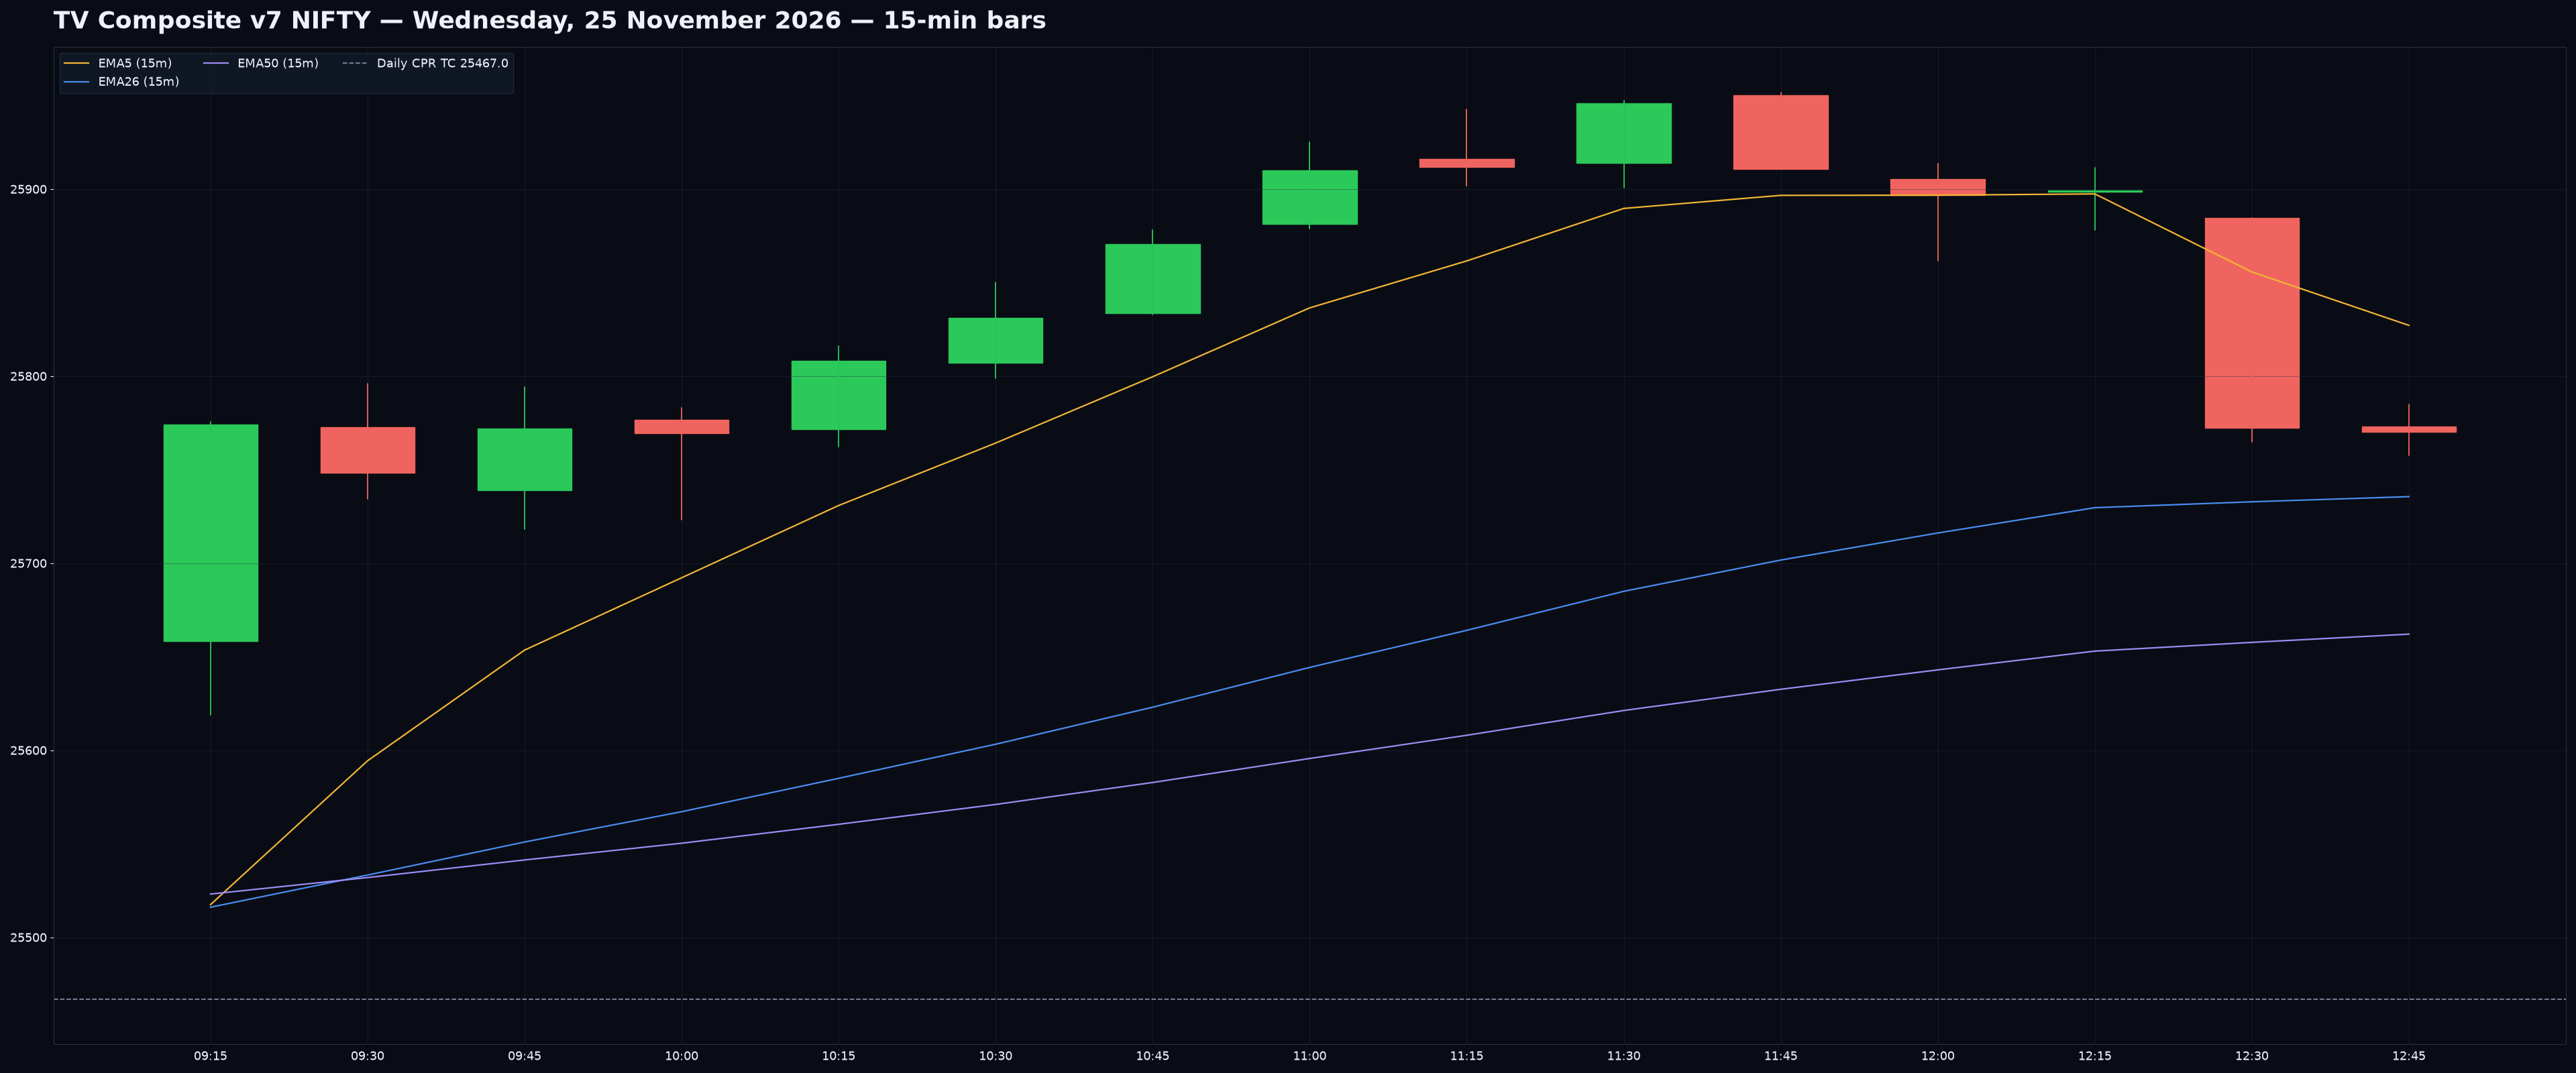 TV Composite v7 NIFTY — Wednesday, 25 November 2026 — 15-min bars
EMA5 (15m) EMA50 (15m) Daily CPR TC 25467.0
EMA26 (15m)
25900
25800
25700
25600
25500
09:15 09:30 09:45 10:00 10:15 10:30 10:45 11:00 11:15 11:30 11:45 12:00 12:15 12:30 12:45